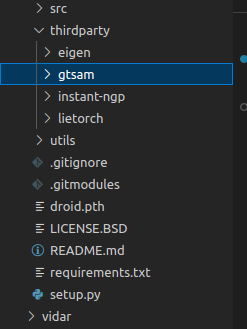 src
thirdparty
eigen
gtsam
instant-ngp
lietorch
utils
.gitignore
.gitmodules
droid.pth
LICENSE.BSD
README.md
requirements.txt
setup.py
vidar